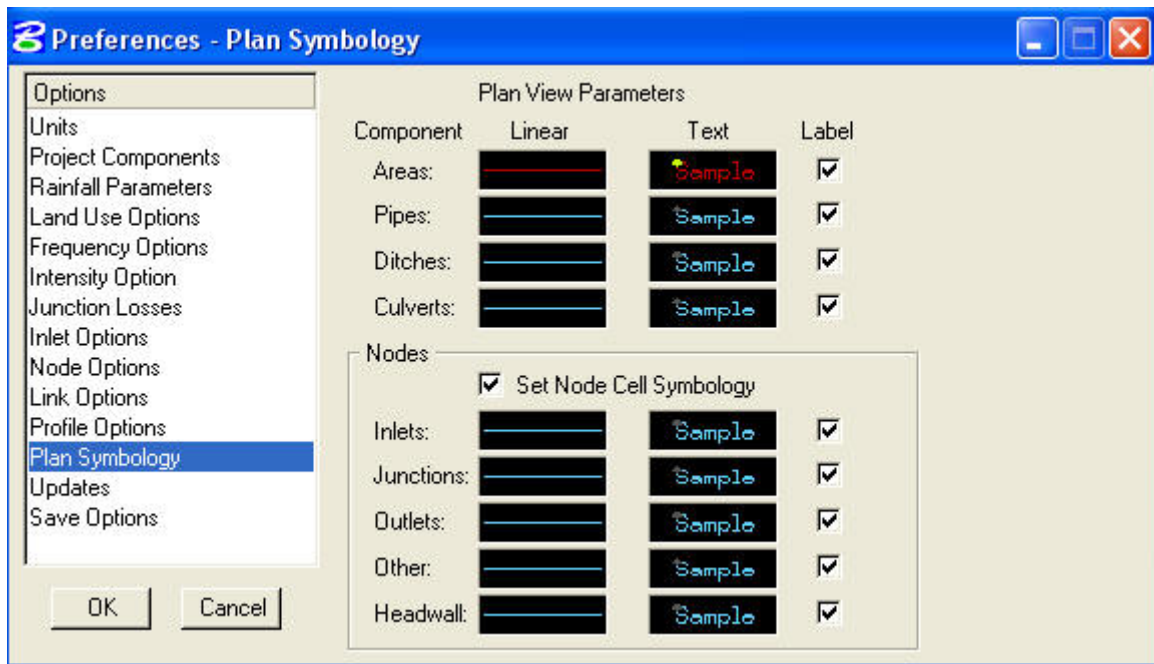 Preferences - Plan Symbology
Options
Units
Project Components
Rainfall Parameters
Land Use Options
Frequency Options
Intensity Option
Junction Losses
Inlet Options
Node Options
Link Options
Profile Options
Plan Symbology
Updates
Save Options
OK Cancel
Plan View Parameters
Component Linear Text Label
Areas: Sample
Pipes: Sample
Ditches: Sample
Culverts: Sample
Nodes
Set Node Cell Symbology
Inlets: Sample
Junctions: Sample
Outlets: Sample
Other: Sample
Headwall: Sample